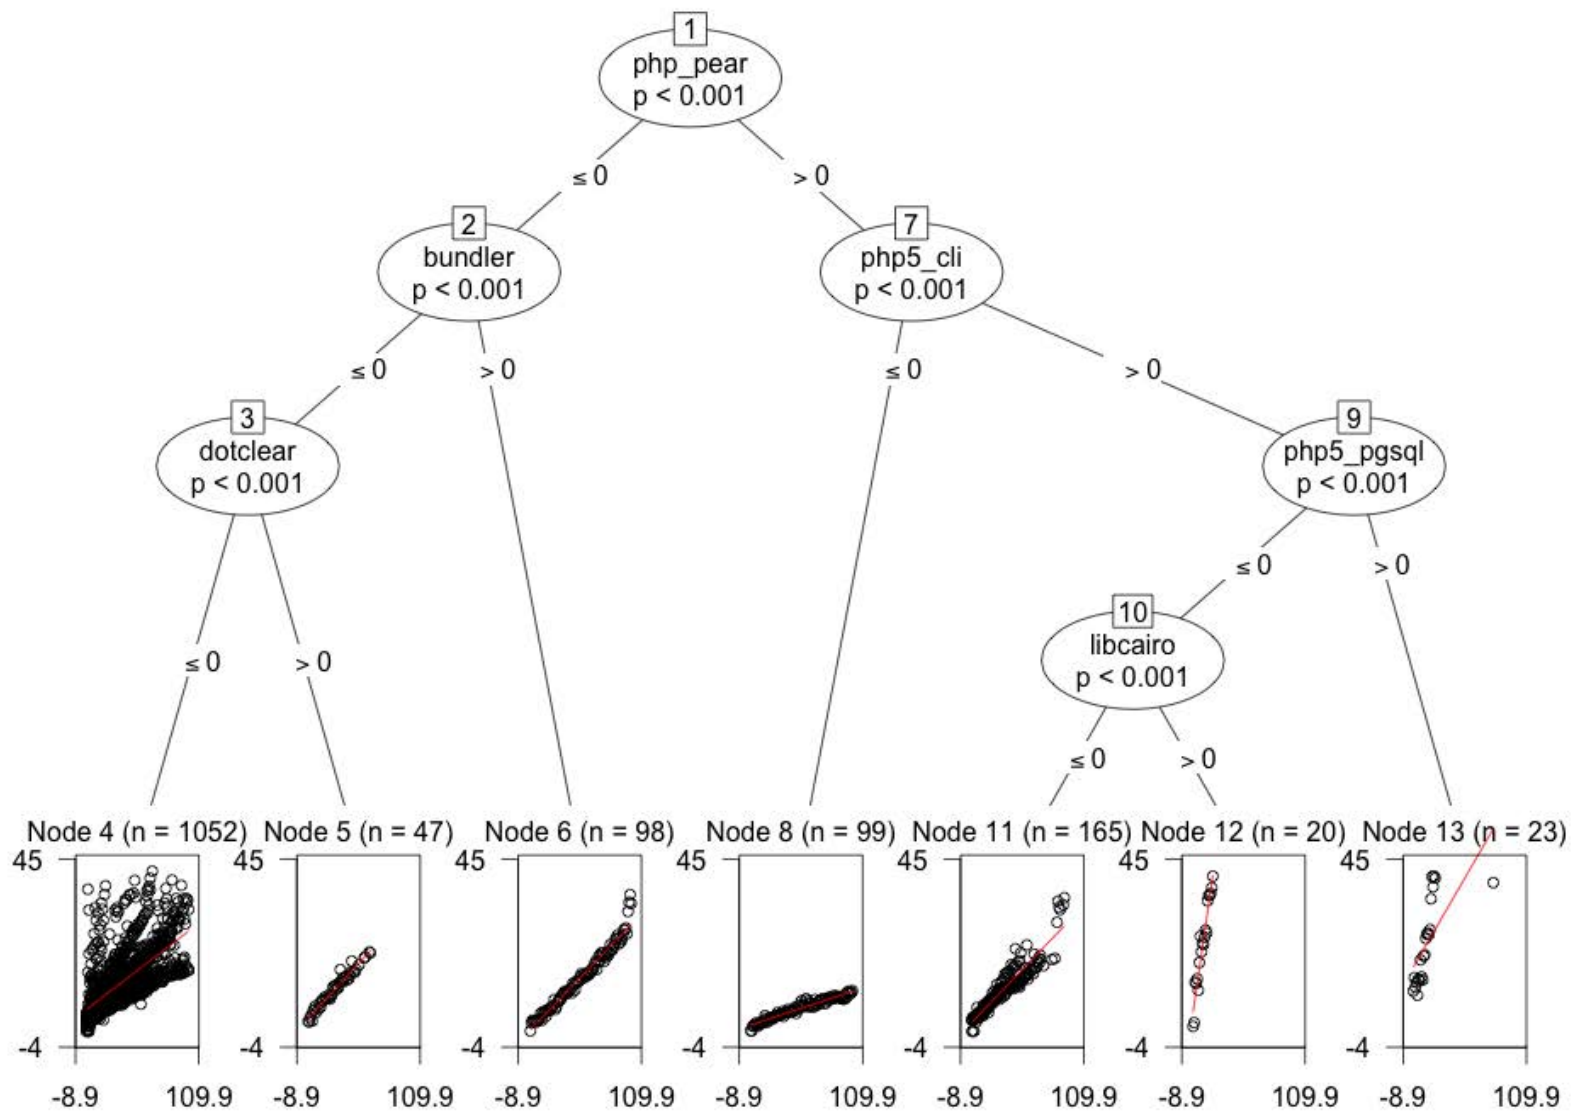 1
php_pear
p < 0.001
≤ 0
> 0
2
bundler
p < 0.001
7
php5_cli
p < 0.001
≤ 0
> 0
≤ 0
> 0
3
dotclear
p < 0.001
9
php5_pgsql
p < 0.001
≤ 0
> 0
10
libcairo
p < 0.001
≤ 0
> 0
≤ 0
> 0
Node 4 (n = 1052)
Node 5 (n = 47)
Node 6 (n = 98)
Node 8 (n = 99)
Node 11 (n = 165)
Node 12 (n = 20)
Node 13 (n = 23)
45
45
45
45
45
45
45
-4
-4
-4
-4
-4
-4
-4
-8.9 109.9
-8.9 109.9
-8.9 109.9
-8.9 109.9
-8.9 109.9
-8.9 109.9
-8.9 109.9